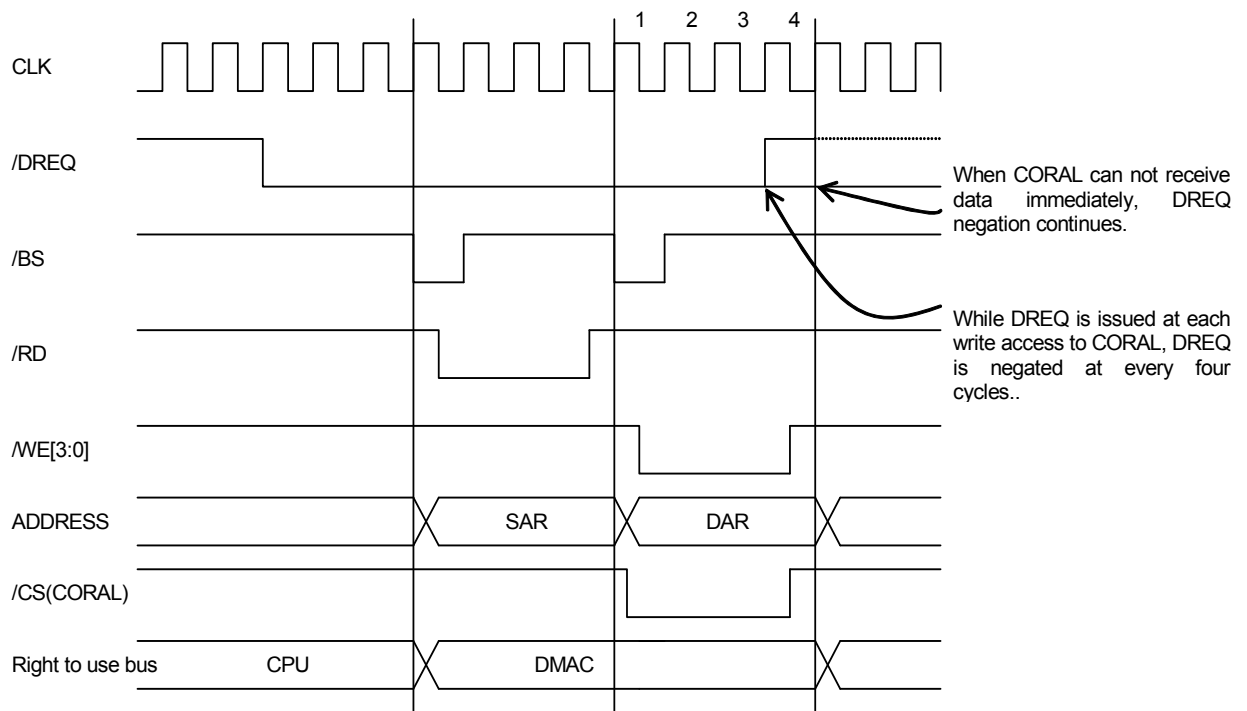 1 2 3 4
CLK
/DREQ
When CORAL can not receive
data immediately, DREQ
negation continues.
/BS
While DREQ is issued at each
write access to CORAL, DREQ
is negated at every four
cycles..
/RD
/WE[3:0]
ADDRESS SAR DAR
/CS(CORAL)
Right to use bus CPU DMAC